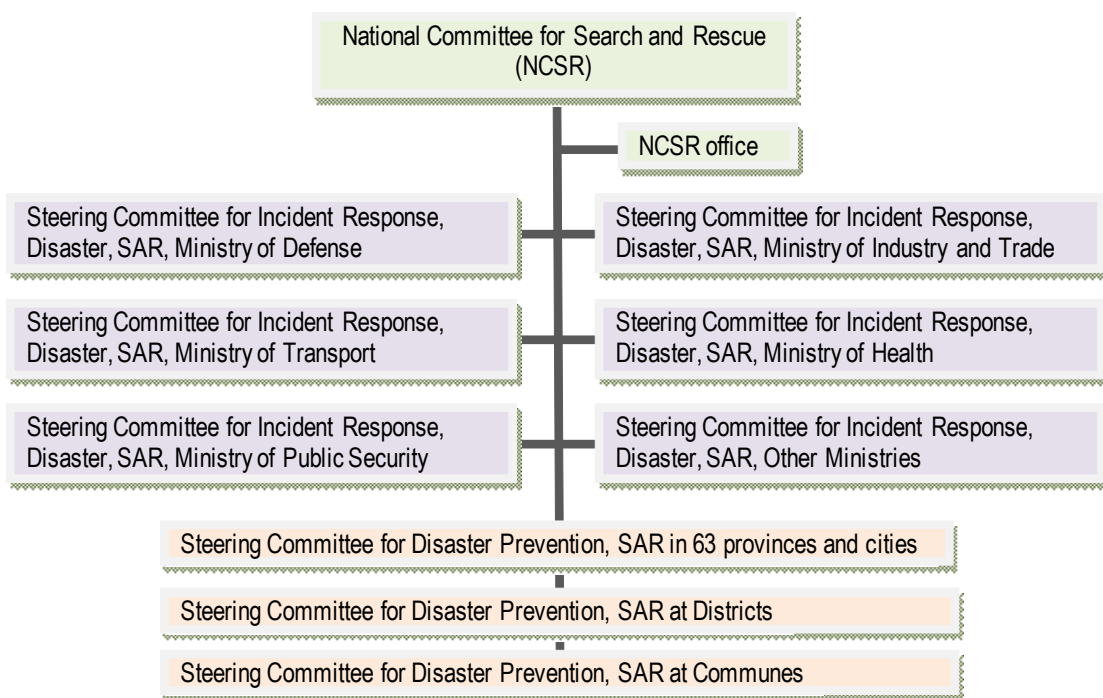 National Committee for Search and Rescue
(NCSR)
NCSR office
Steering Committee for Incident Response,
Disaster, SAR, Ministry of Defense
Steering Committee for Incident Response,
Disaster, SAR, Ministry of Industry and Trade
Steering Committee for Incident Response,
Disaster, SAR, Ministry of Transport
Steering Committee for Incident Response,
Disaster, SAR, Ministry of Health
Steering Committee for Incident Response,
Disaster, SAR, Ministry of Public Security
Steering Committee for Incident Response,
Disaster, SAR, Other Ministries
Steering Committee for Disaster Prevention, SAR in 63 provinces and cities
Steering Committee for Disaster Prevention, SAR at Districts
Steering Committee for Disaster Prevention, SAR at Communes